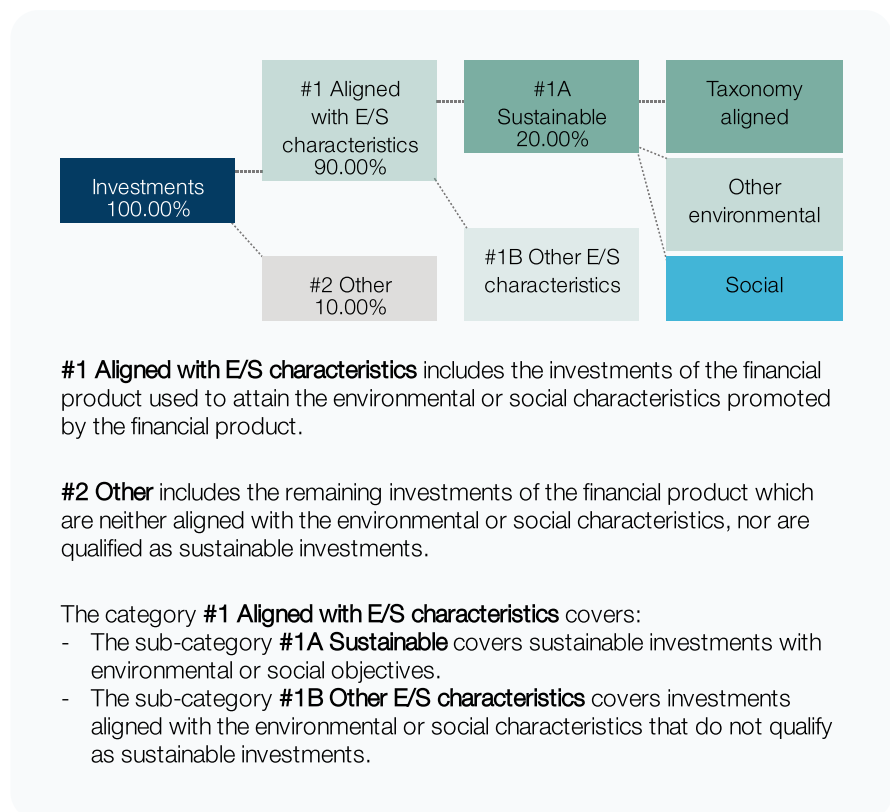 #1 Aligned
with E/S
characteristics
90.00%
#1A
Sustainable
20.00%
Taxonomy
aligned
Investments
100.00%
Other
environmental
#2 Other
10.00%
#1B Other E/S
characteristics
Social
#1 Aligned with E/S characteristics includes the investments of the financial
product used to attain the environmental or social characteristics promoted
by the financial product.
#2 Other includes the remaining investments of the financial product which
are neither aligned with the environmental or social characteristics, nor are
qualified as sustainable investments.
The category #1 Aligned with E/S characteristics covers:
- The sub-category #1A Sustainable covers sustainable investments with
environmental or social objectives.
- The sub-category #1B Other E/S characteristics covers investments
aligned with the environmental or social characteristics that do not qualify
as sustainable investments.